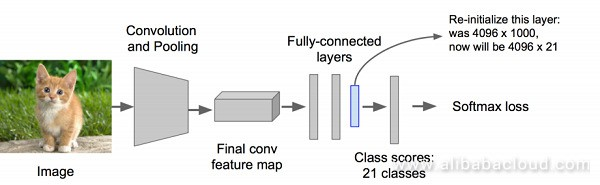 Convolution
and Pooling
Fully-connected
layers
Re-initialize this layer:
was 4096 x 1000,
now will be 4096 x 21
Softmax loss
Image
Final conv
feature map
Class scores:
21 classes
www.alibabacloud.com